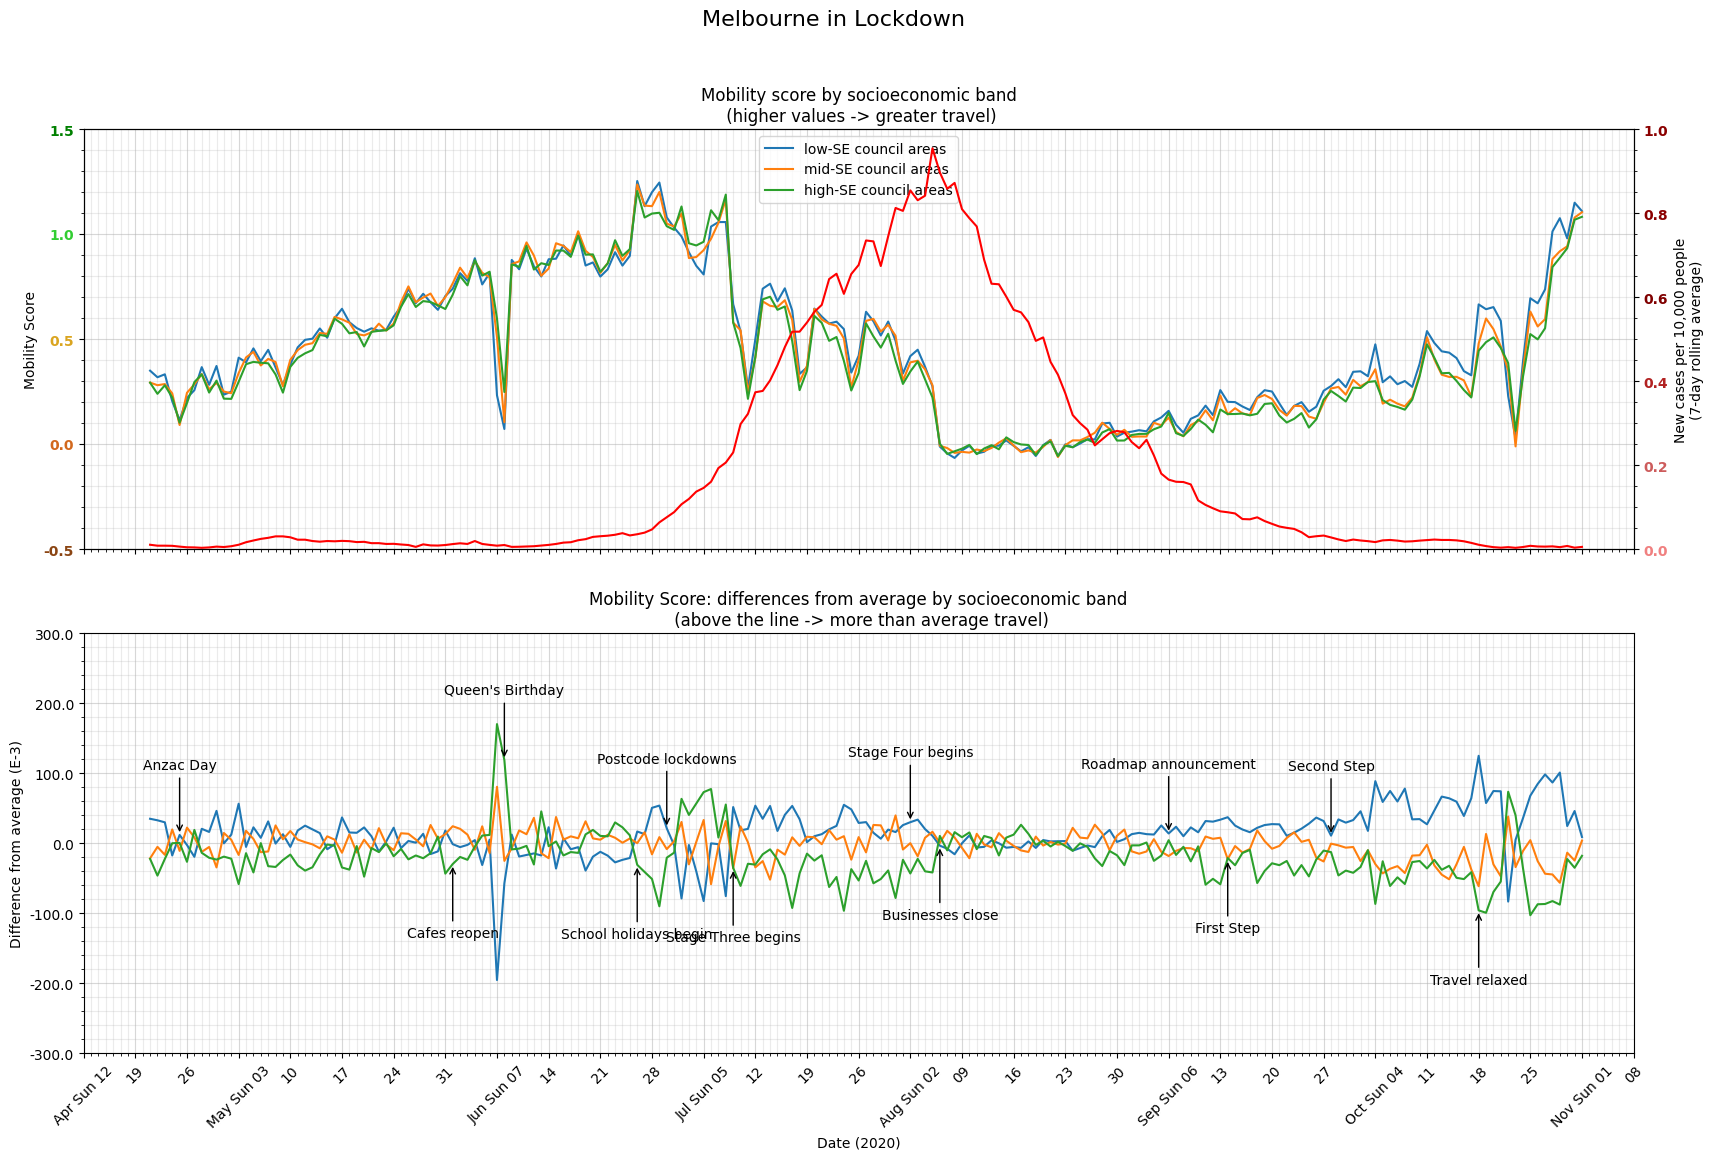 Melbourne in Lockdown
Mobility score by socioeconomic band
(higher values -> greater travel)
1.5
1.0
0.5
0.0
-0.5
Mobility Score
low-SE council areas
mid-SE council areas
high-SE council areas
1.0
0.8
0.6
0.4
0.2
0.0
New cases per 10,000 people
(7-day rolling average)
Mobility Score: differences from average by socioeconomic band
(above the line -> more than average travel)
300.0
200.0
100.0
0.0
-100.0
-200.0
-300.0
Difference from average (E-3)
Anzac Day
Queen's Birthday
Postcode lockdowns
Stage Four begins
Roadmap announcement
Second Step
Cafes reopen
School holidays begin
Stage Three begins
Businesses close
First Step
Travel relaxed
Apr Sun 12
19
26
May Sun 03
10
17
24
31
Jun Sun 07
14
21
28
Jul Sun 05
12
19
26
Aug Sun 02
09
16
23
30
Sep Sun 06
13
20
27
Oct Sun 04
11
18
25
Nov Sun 01
08
Date (2020)